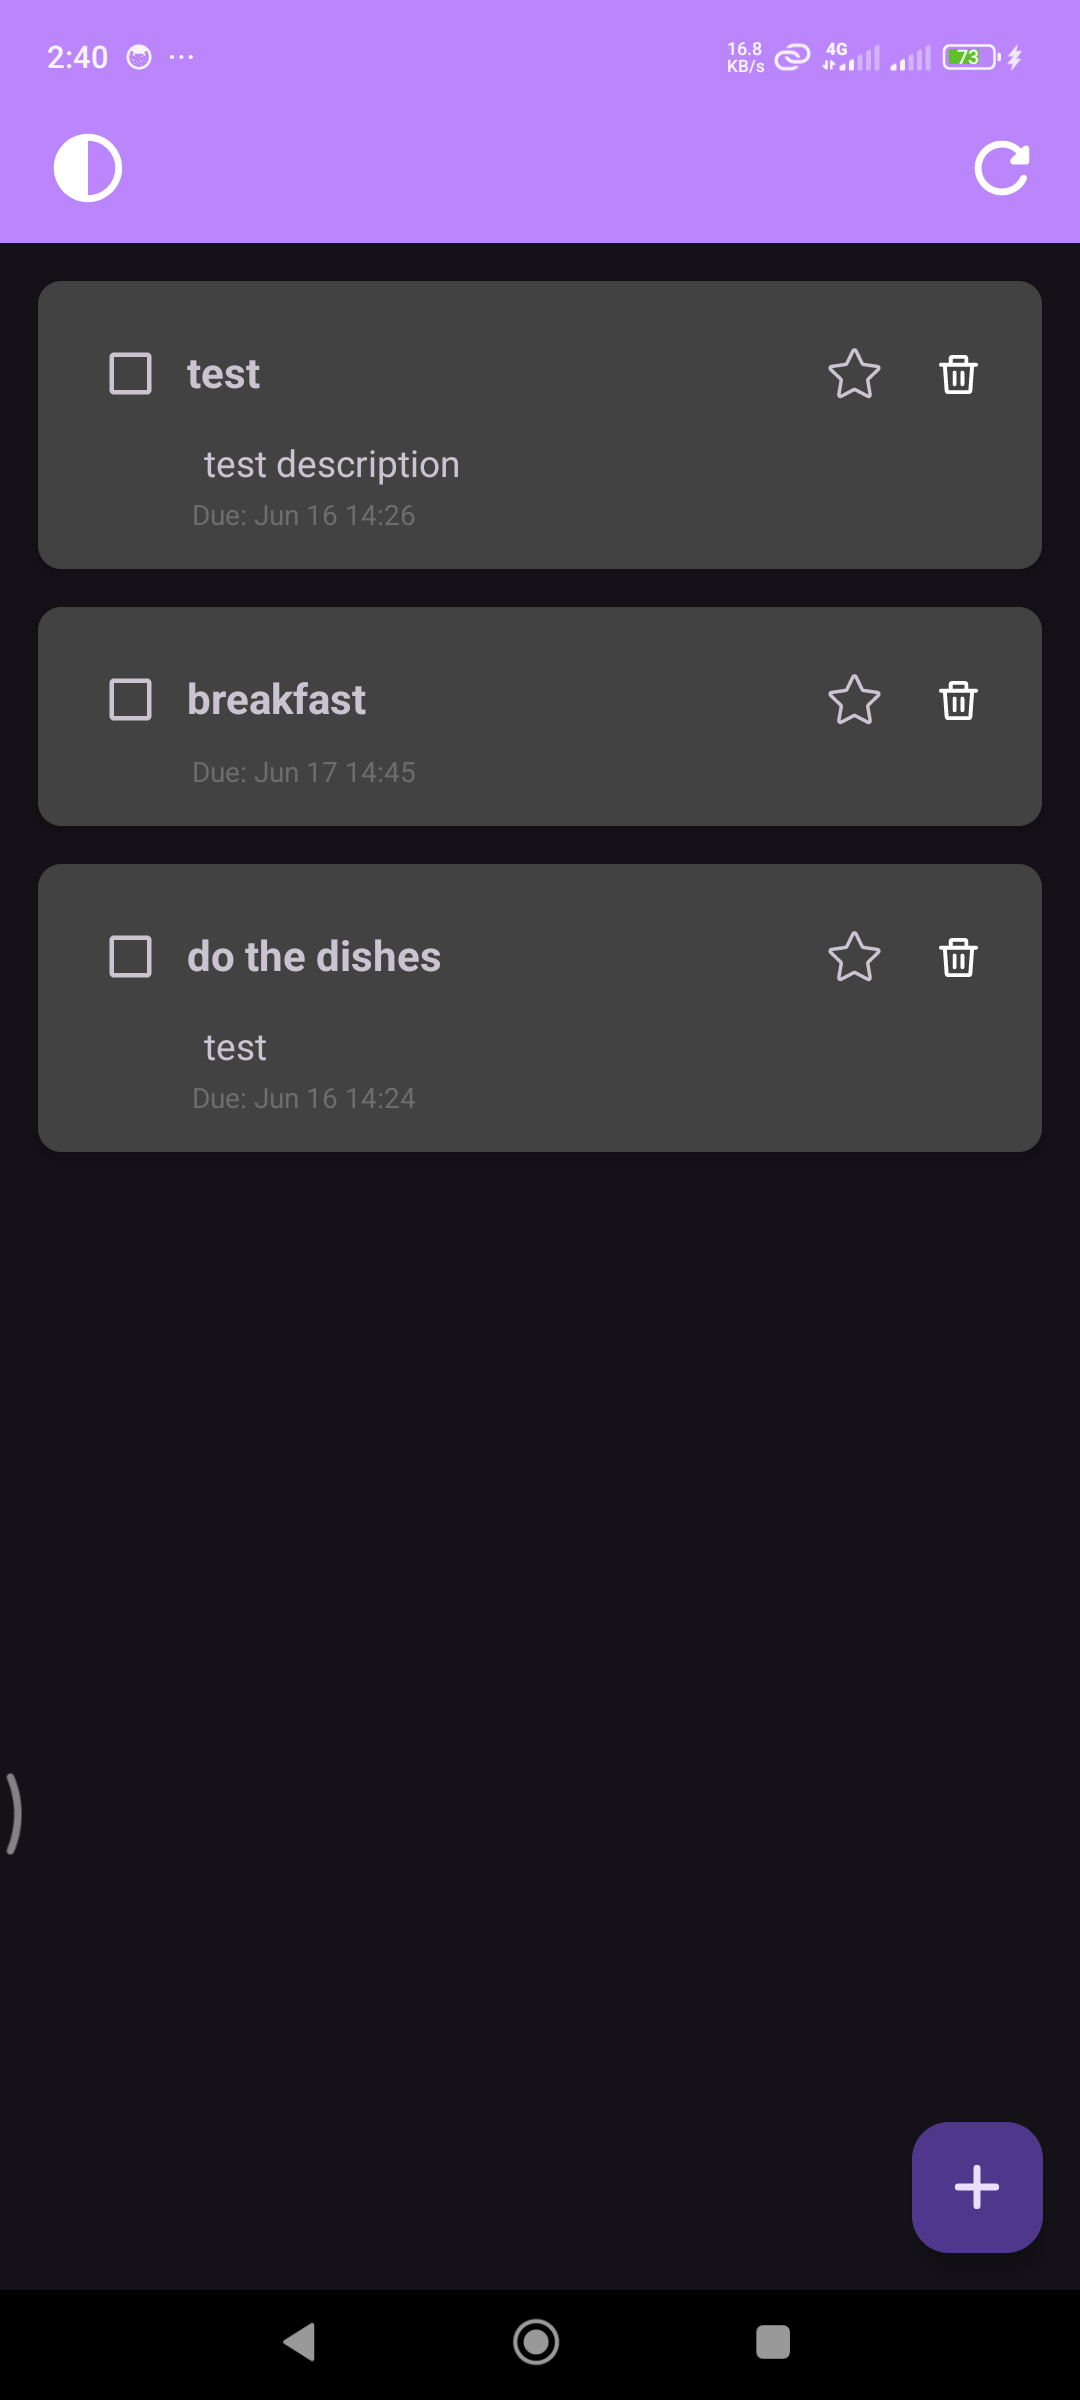 2:40
16.8
KB/s
4G
73
test
test description
Due: Jun 16 14:26
breakfast
Due: Jun 17 14:45
do the dishes
test
Due: Jun 16 14:24